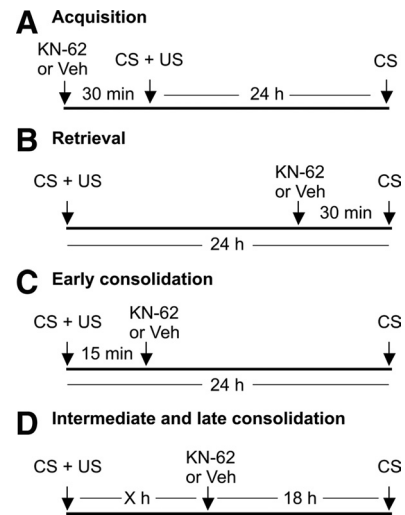 A Acquisition
KN-62
or Veh
CS + US
CS
30 min
24 h
B Retrieval
CS + US
KN-62
or Veh
CS
30 min
24 h
C Early consolidation
CS + US
KN-62
or Veh
CS
15 min
24 h
D Intermediate and late consolidation
CS + US
KN-62
or Veh
CS
X h
18 h